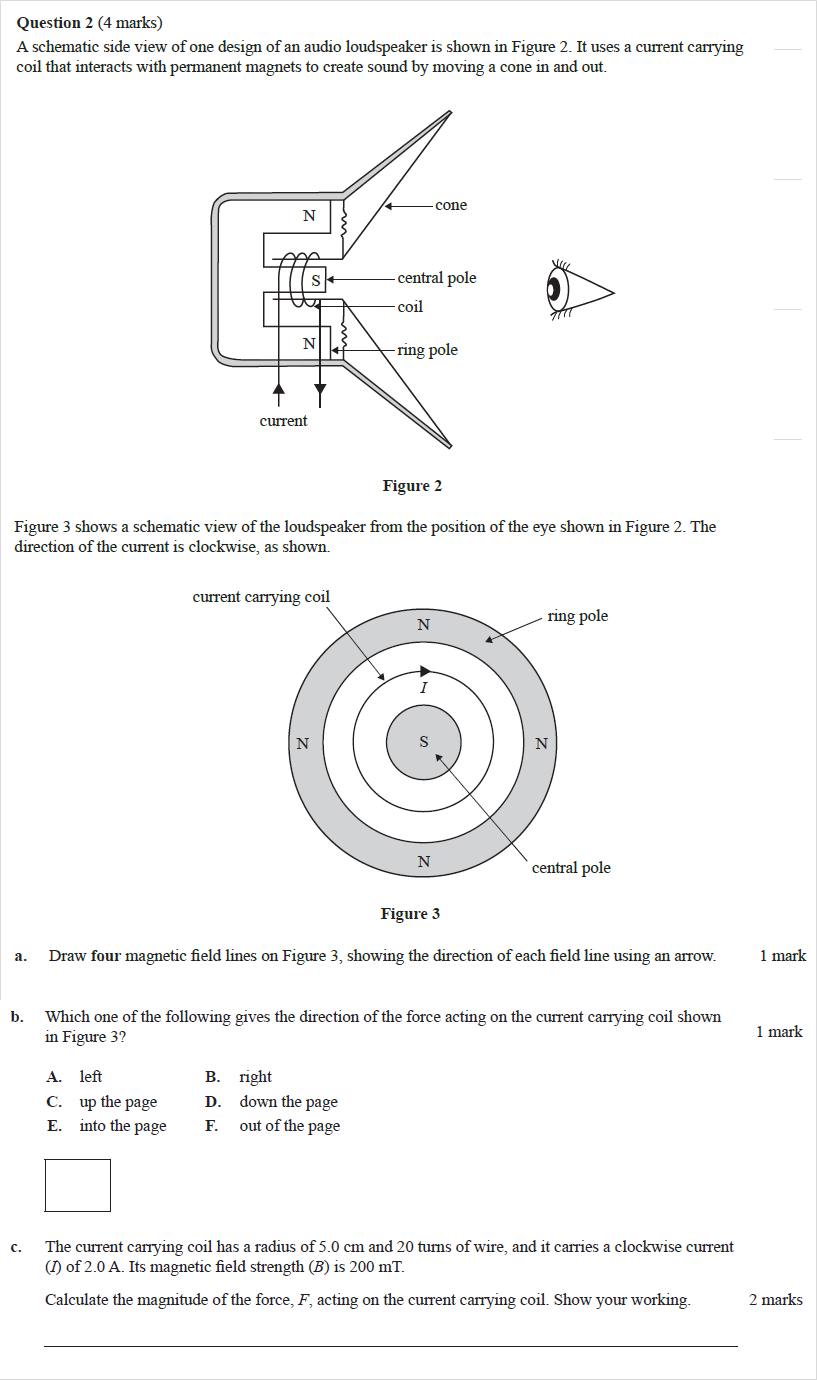 Question 2 (4 marks)
A schematic side view of one design of an audio loudspeaker is shown in Figure 2. It uses a current carrying
coil that interacts with permanent magnets to create sound by moving a cone in and out.
N
cone
S
central pole
coil
N
ring pole
current
Figure 2
Figure 3 shows a schematic view of the loudspeaker from the position of the eye shown in Figure 2. The
direction of the current is clockwise, as shown.
current carrying coil
ring pole
N
I
N
S
N
N
central pole
Figure 3
a. Draw four magnetic field lines on Figure 3, showing the direction of each field line using an arrow. 1 mark
b. Which one of the following gives the direction of the force acting on the current carrying coil shown
in Figure 3? 1 mark
A. left B. right
C. up the page D. down the page
E. into the page F. out of the page
c. The current carrying coil has a radius of 5.0 cm and 20 turns of wire, and it carries a clockwise current
(I) of 2.0 A. Its magnetic field strength (B) is 200 mT.
Calculate the magnitude of the force, F, acting on the current carrying coil. Show your working. 2 marks